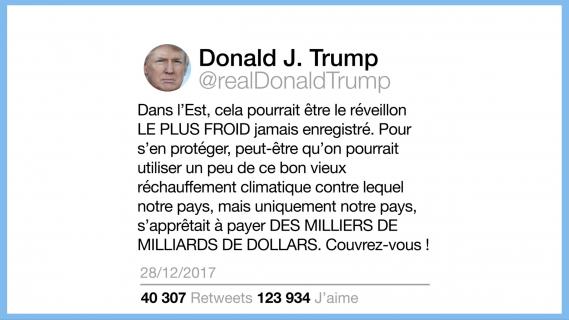 Donald J. Trump
@realDonaldTrump
Dans l’Est, cela pourrait être le réveillon
LE PLUS FROID jamais enregistré. Pour
s’en protéger, peut-être qu’on pourrait
utiliser un peu de ce bon vieux
réchauffement climatique contre lequel
notre pays, mais uniquement notre pays,
s’apprêtait à payer DES MILLIERS DE
MILLIARDS DE DOLLARS. Couvrez-vous !
28/12/2017
40 307 Retweets 123 934 J’aime